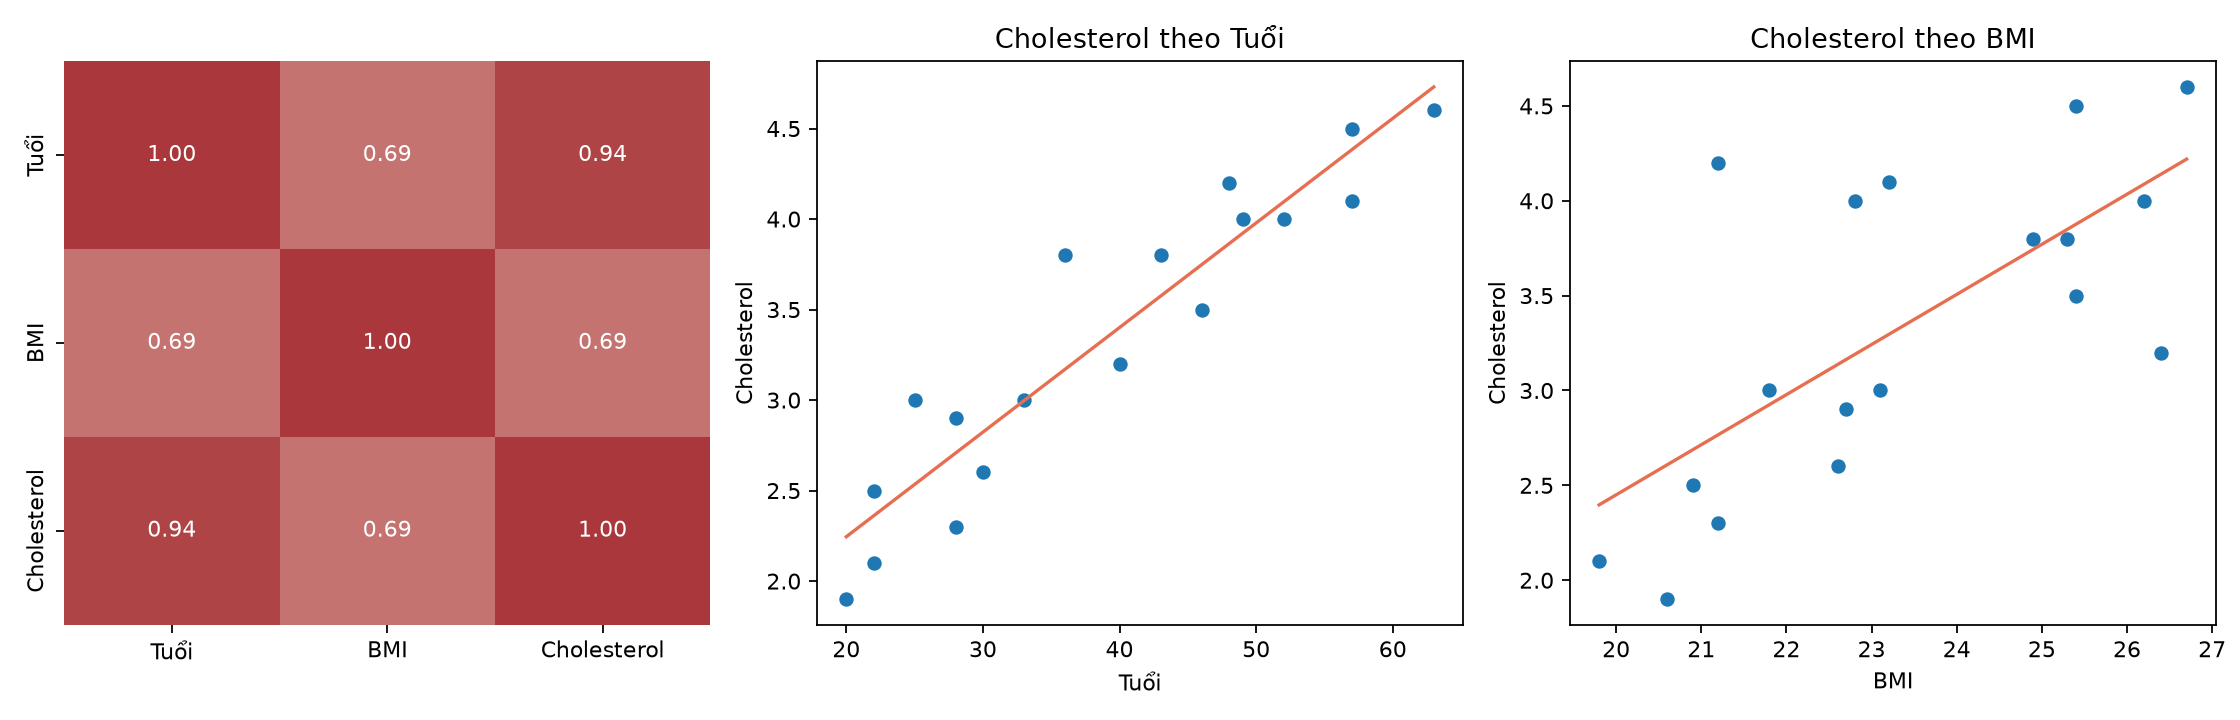 Tuổi
1.00 0.69 0.94
BMI
0.69 1.00 0.69
Cholesterol
0.94 0.69 1.00
Tuổi BMI Cholesterol
Cholesterol theo Tuổi
Cholesterol
4.5
4.0
3.5
3.0
2.5
2.0
20 30 40 50 60
Tuổi
Cholesterol theo BMI
Cholesterol
4.5
4.0
3.5
3.0
2.5
2.0
20 21 22 23 24 25 26 27
BMI